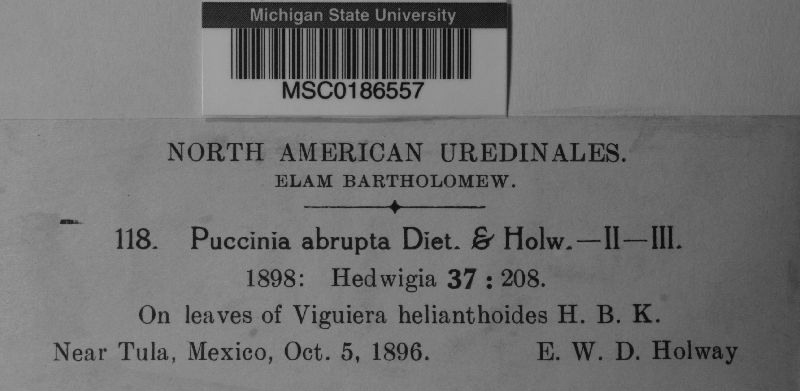 Michigan State University
MSC0186557
NORTH AMERICAN UREDINALES.
ELAM BARTHOLOMEW.
118. Puccinia abrupta Diet. & Holw.—II—III.
1898: Hedwigia 37 : 208.
On leaves of Viguiera helianthoides H. B. K.
Near Tula, Mexico, Oct. 5, 1896. E. W. D. Holway